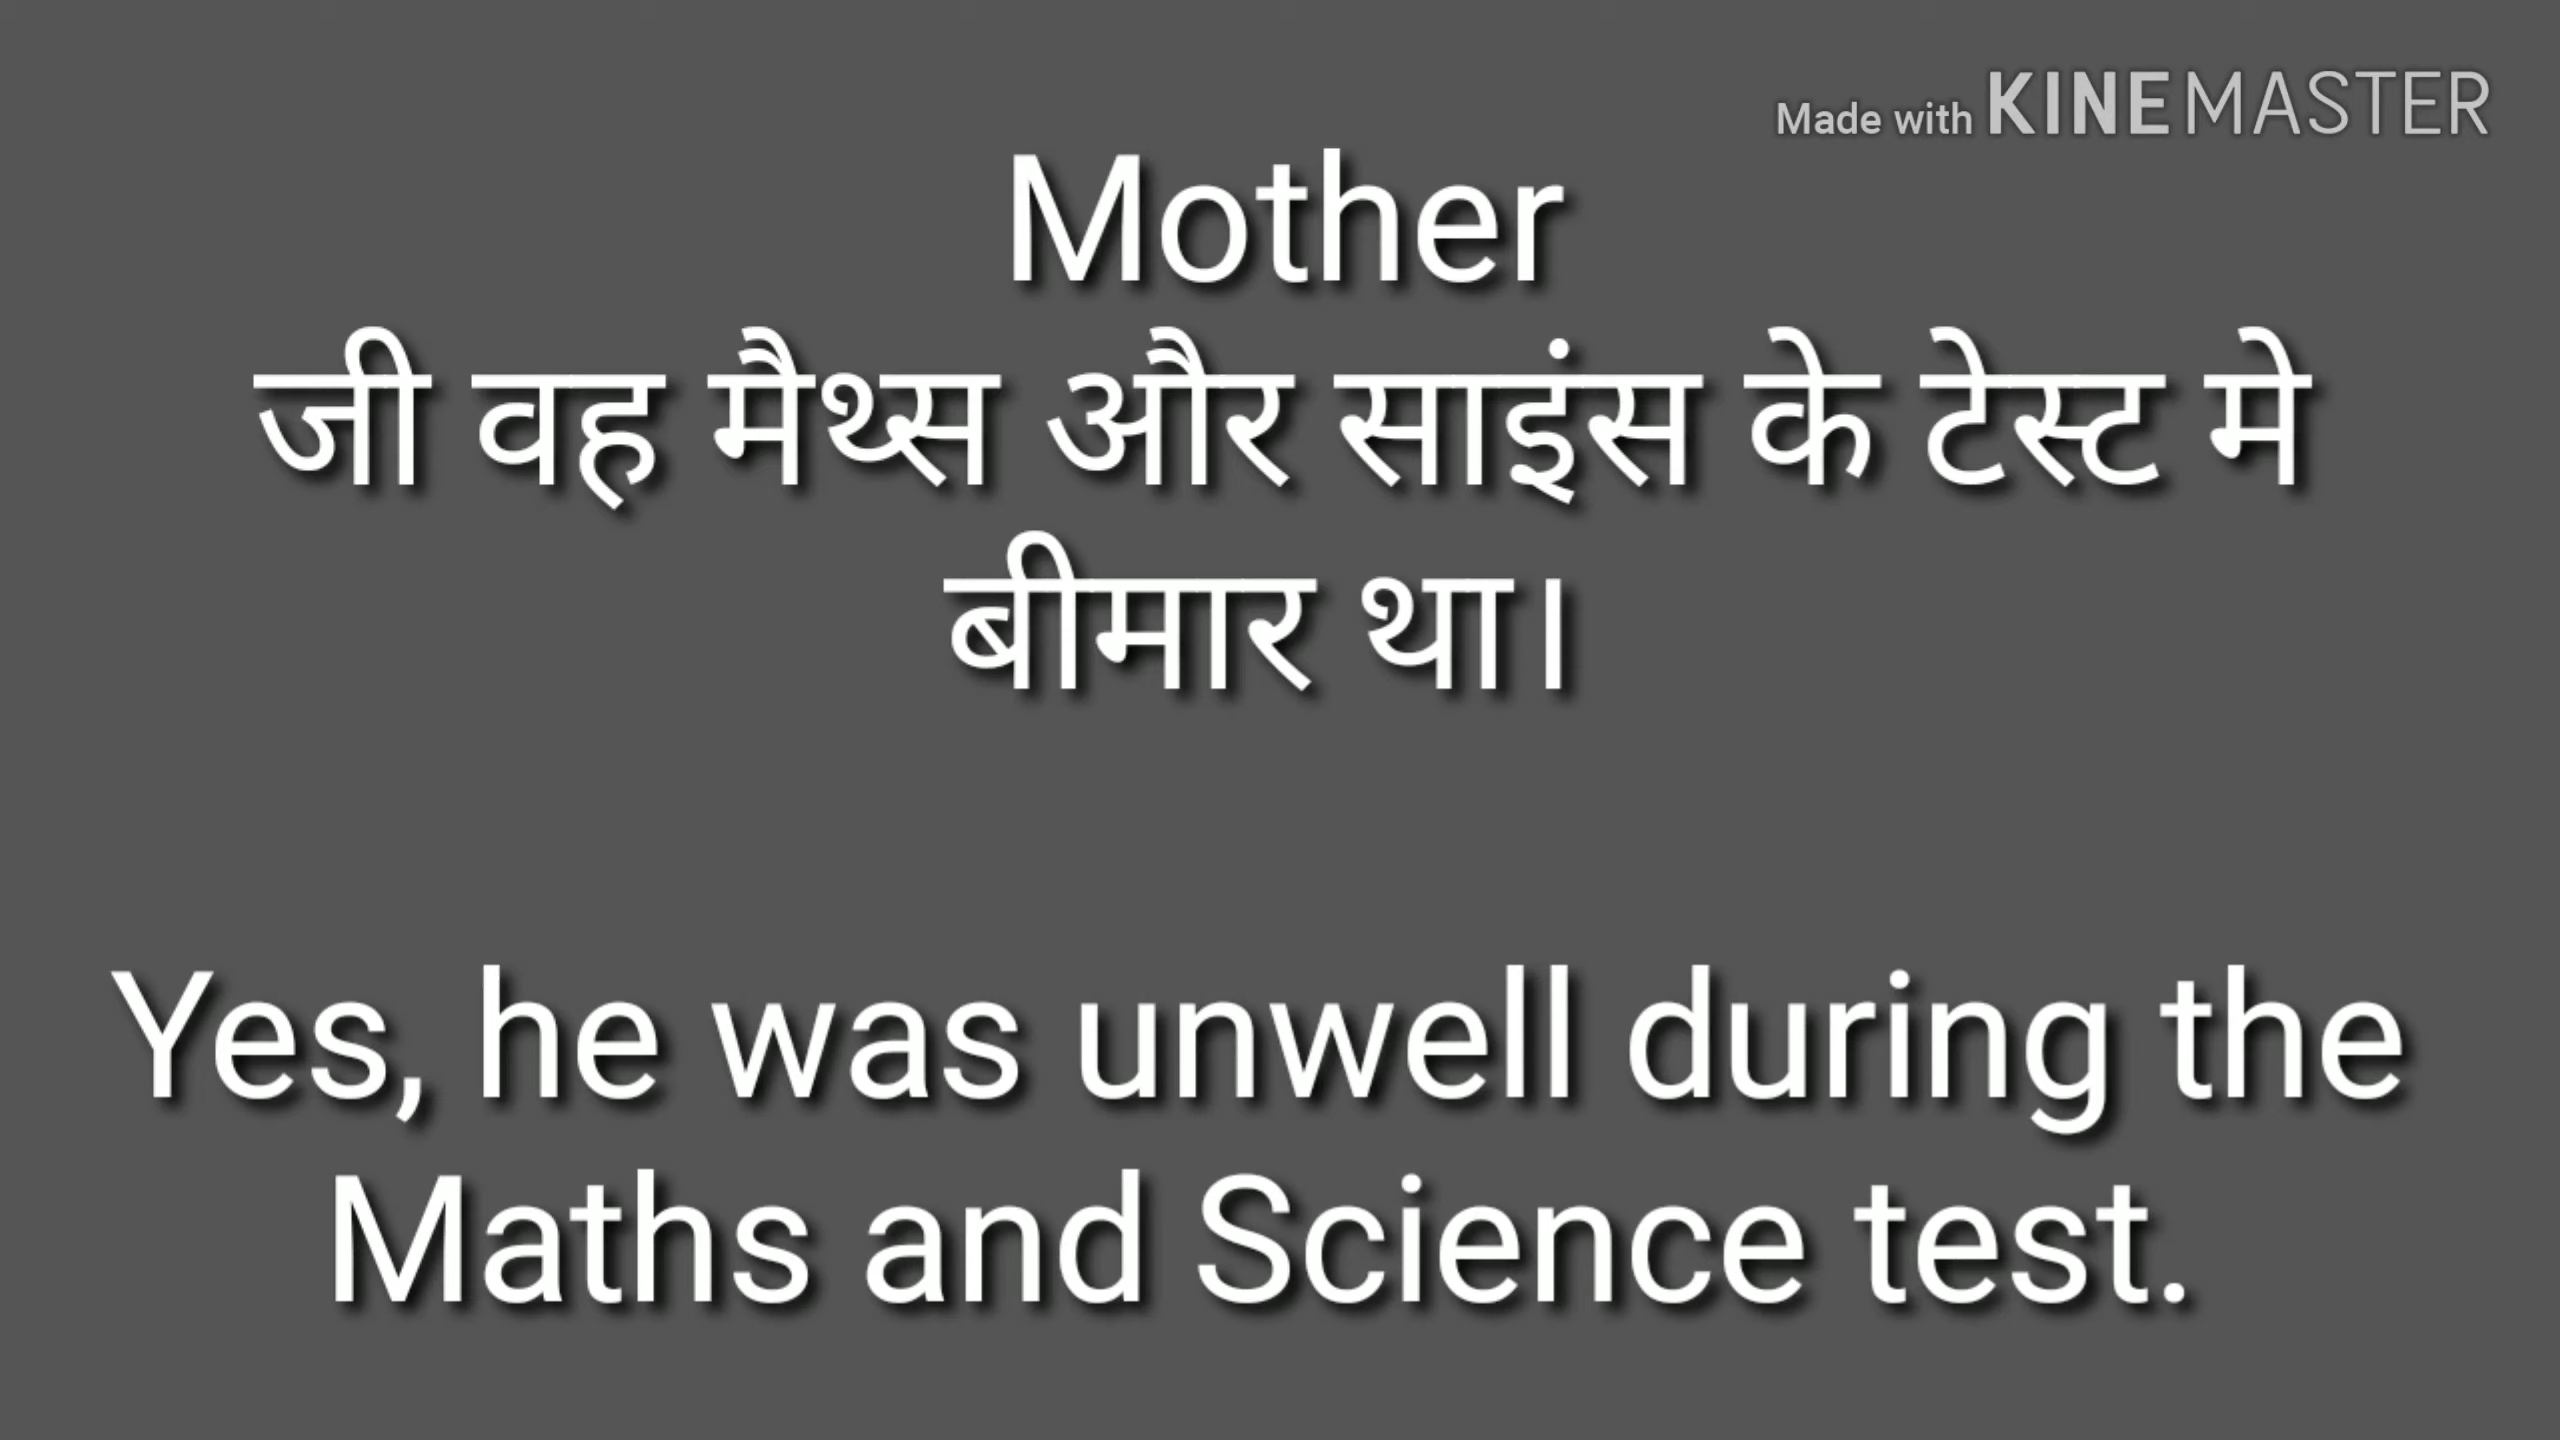 Made with KINEMASTER
Mother
जी वह मैथ्स और साइंस के टेस्ट मे
बीमार था।
Yes, he was unwell during the
Maths and Science test.